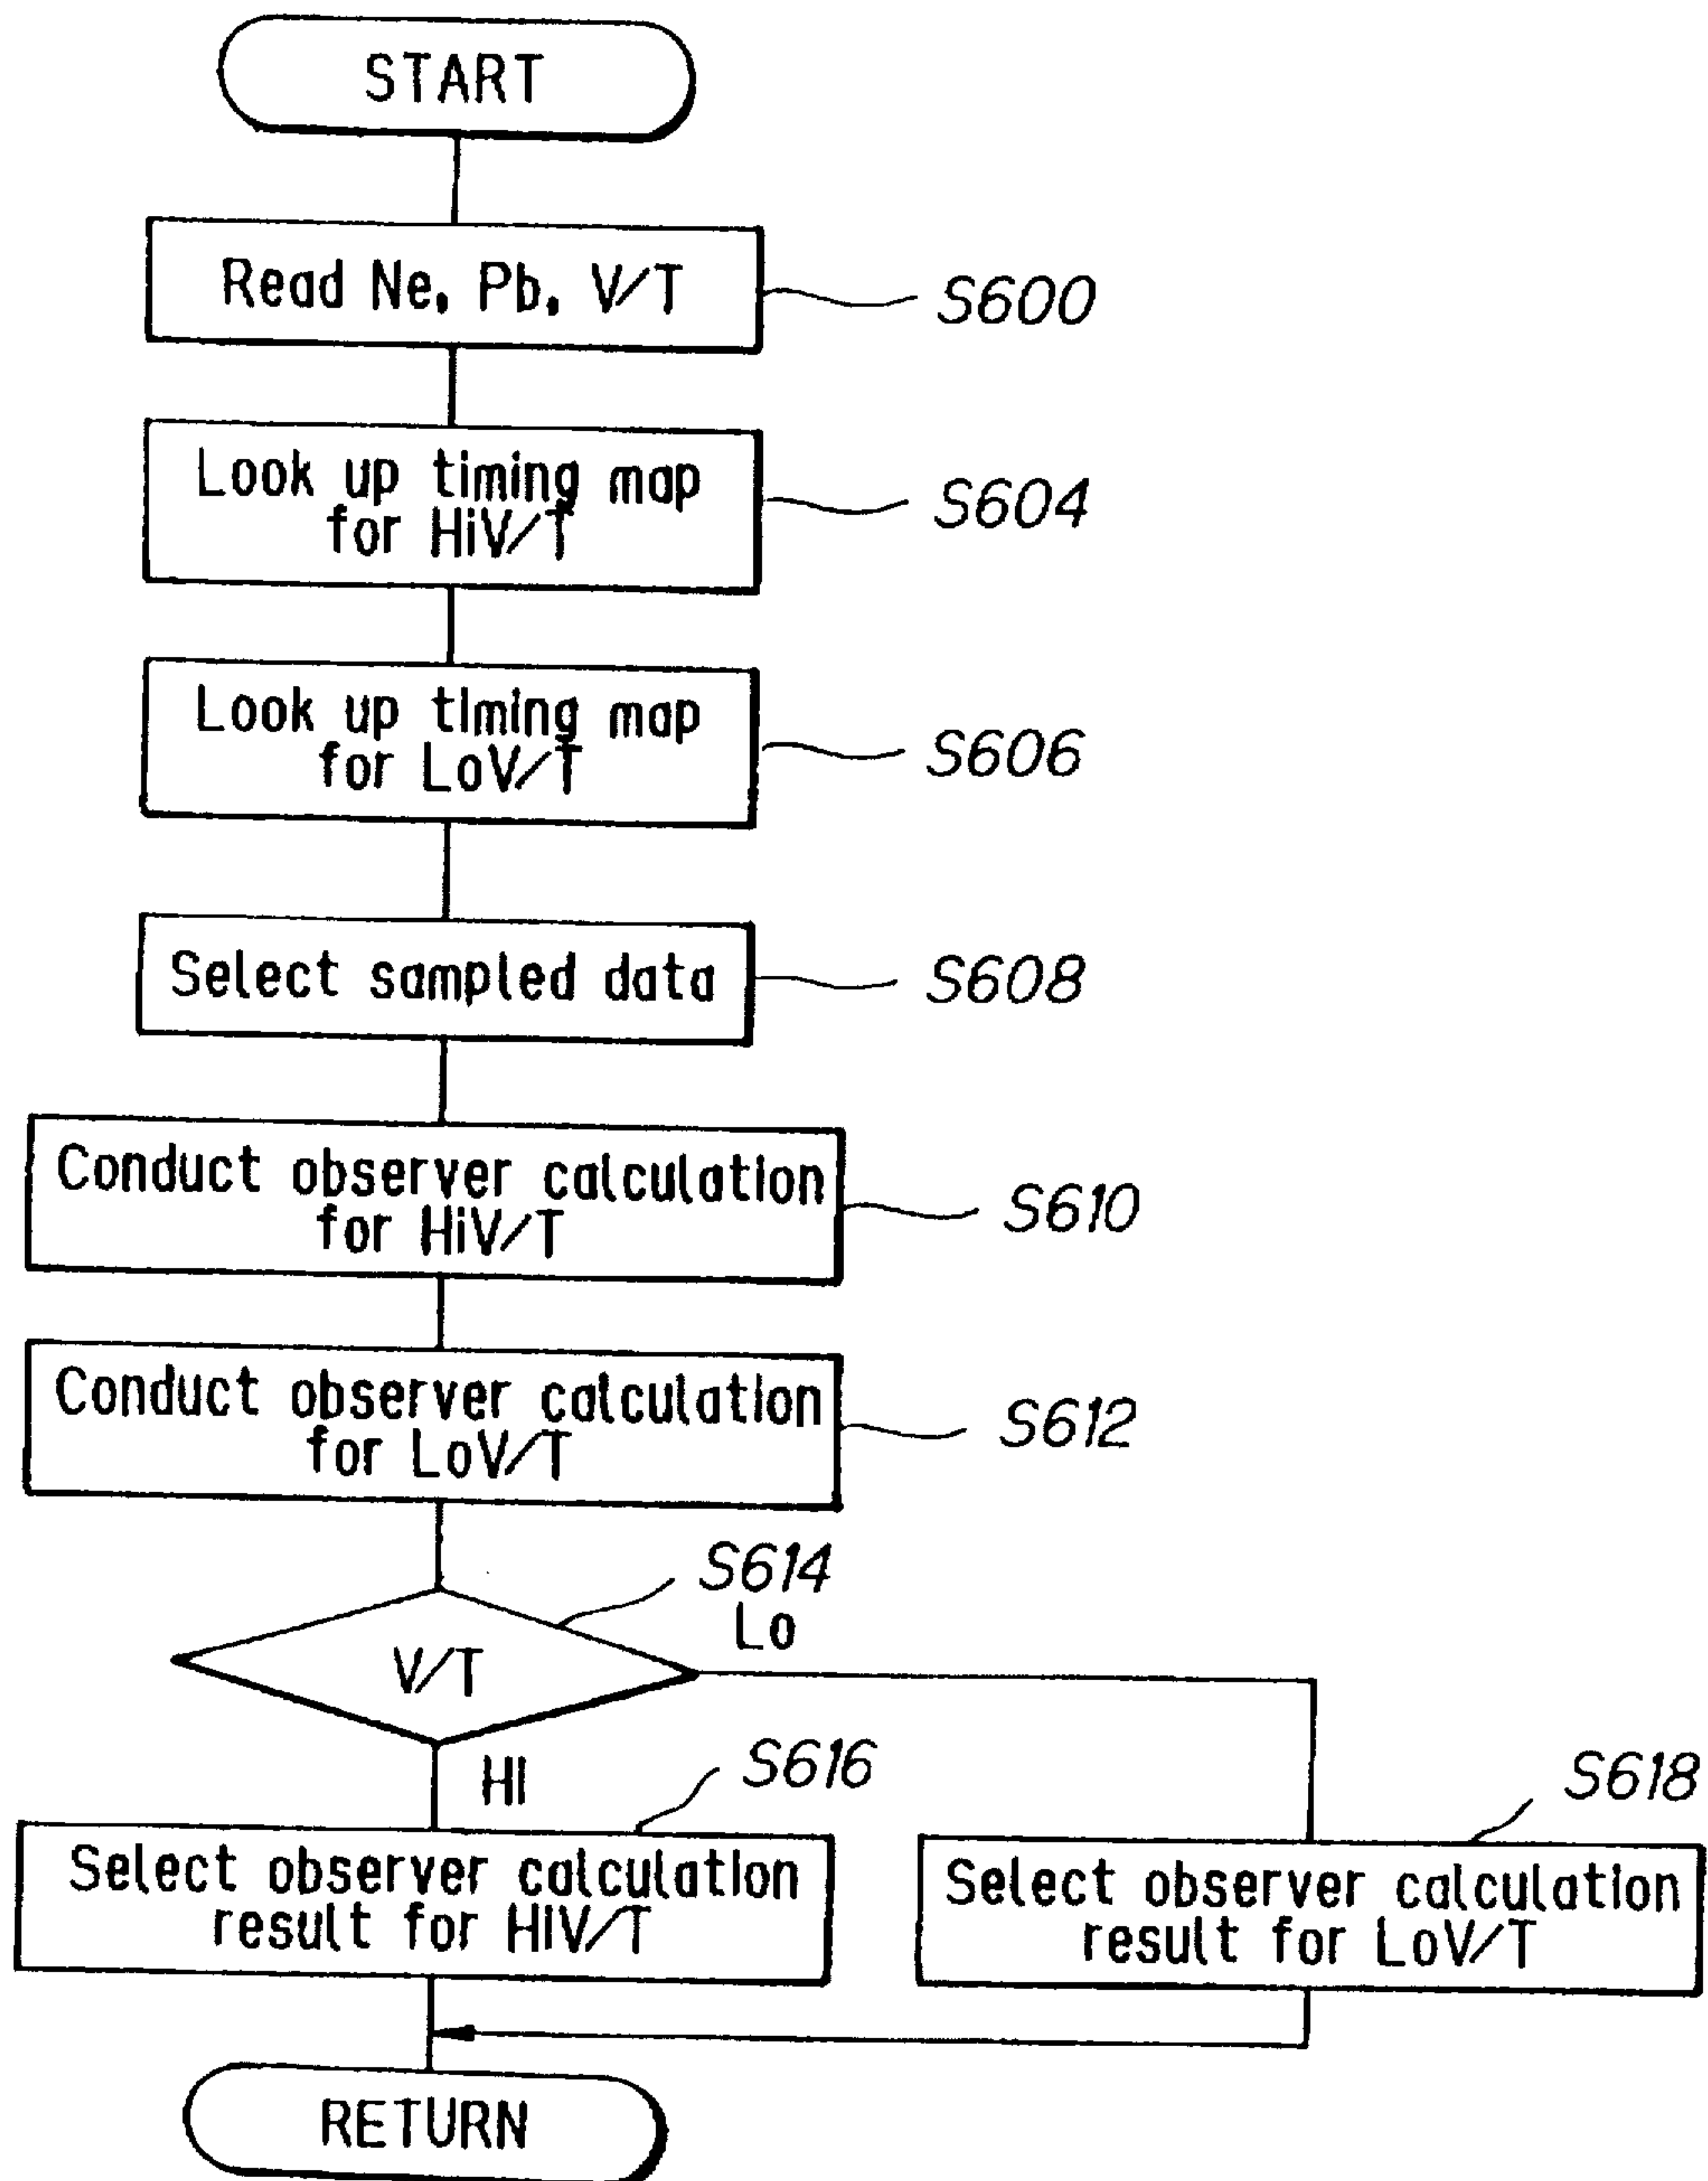 START
Read Ne, Pb, V/T
S600
Look up timing map
for HiV/T
S604
Look up timing map
for LoV/T
S606
Select sampled data
S608
Conduct observer calculation
for HiV/T
S610
Conduct observer calculation
for LoV/T
S612
S614
Lo
V/T
HI
S616
S618
Select observer calculation
result for HIV/T
Select observer calculation
result for LoV/T
RETURN